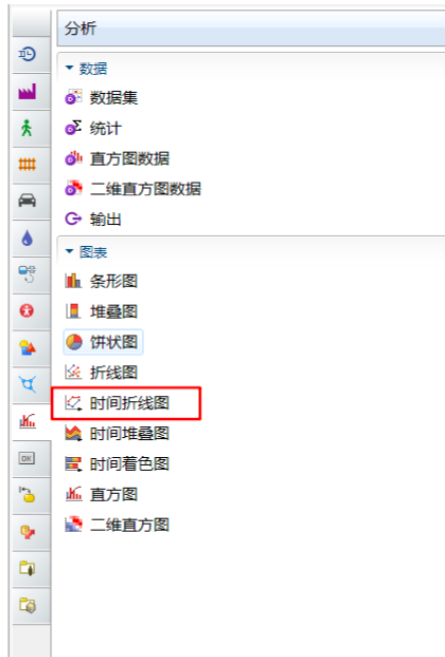 分析
数据
数据集
统计
直方图数据
二维直方图数据
输出
图表
条形图
堆叠图
饼状图
折线图
时间折线图
时间堆叠图
时间着色图
直方图
二维直方图
OK